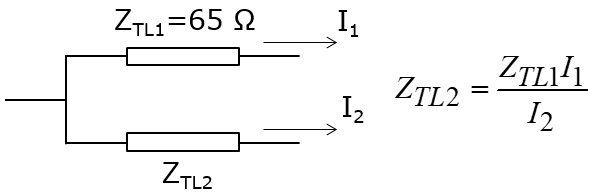 Z_TL1=65 Ω
I_1
I_2
Z_TL2
Z_TL2 = Z_TL1 I_1 / I_2